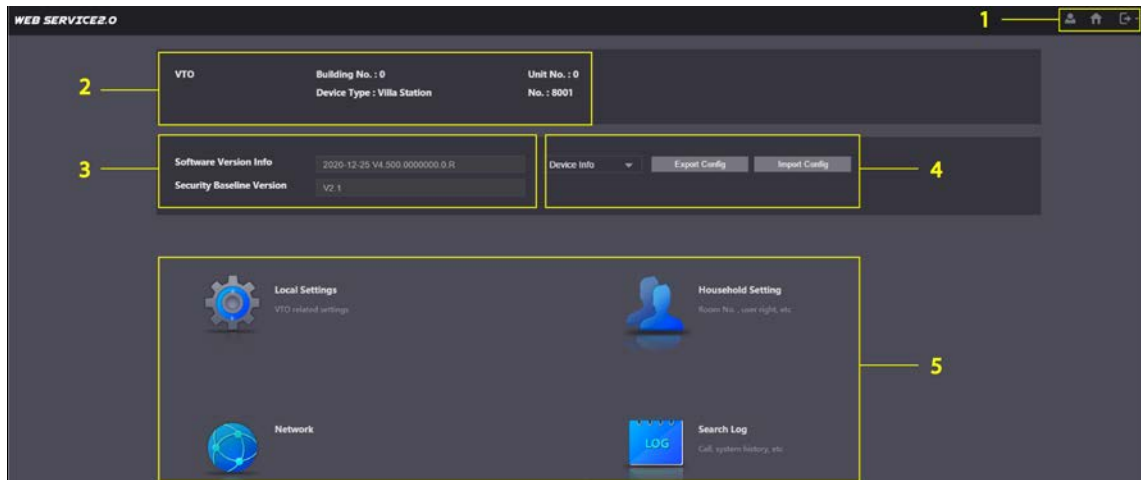 WEB SERVICE2.0
1
2
VTO Building No. : 0 Unit No. : 0
Device Type : Villa Station No. : 8001
3
Software Version Info 2020-12-25 V4.500.0000000.0.R Device Info Export Config Import Config
4
Security Baseline Version V2.1
Local Settings Household Setting
VTO related settings Room No. , user right, etc
5
Network Search Log
LOG Call, system history, etc